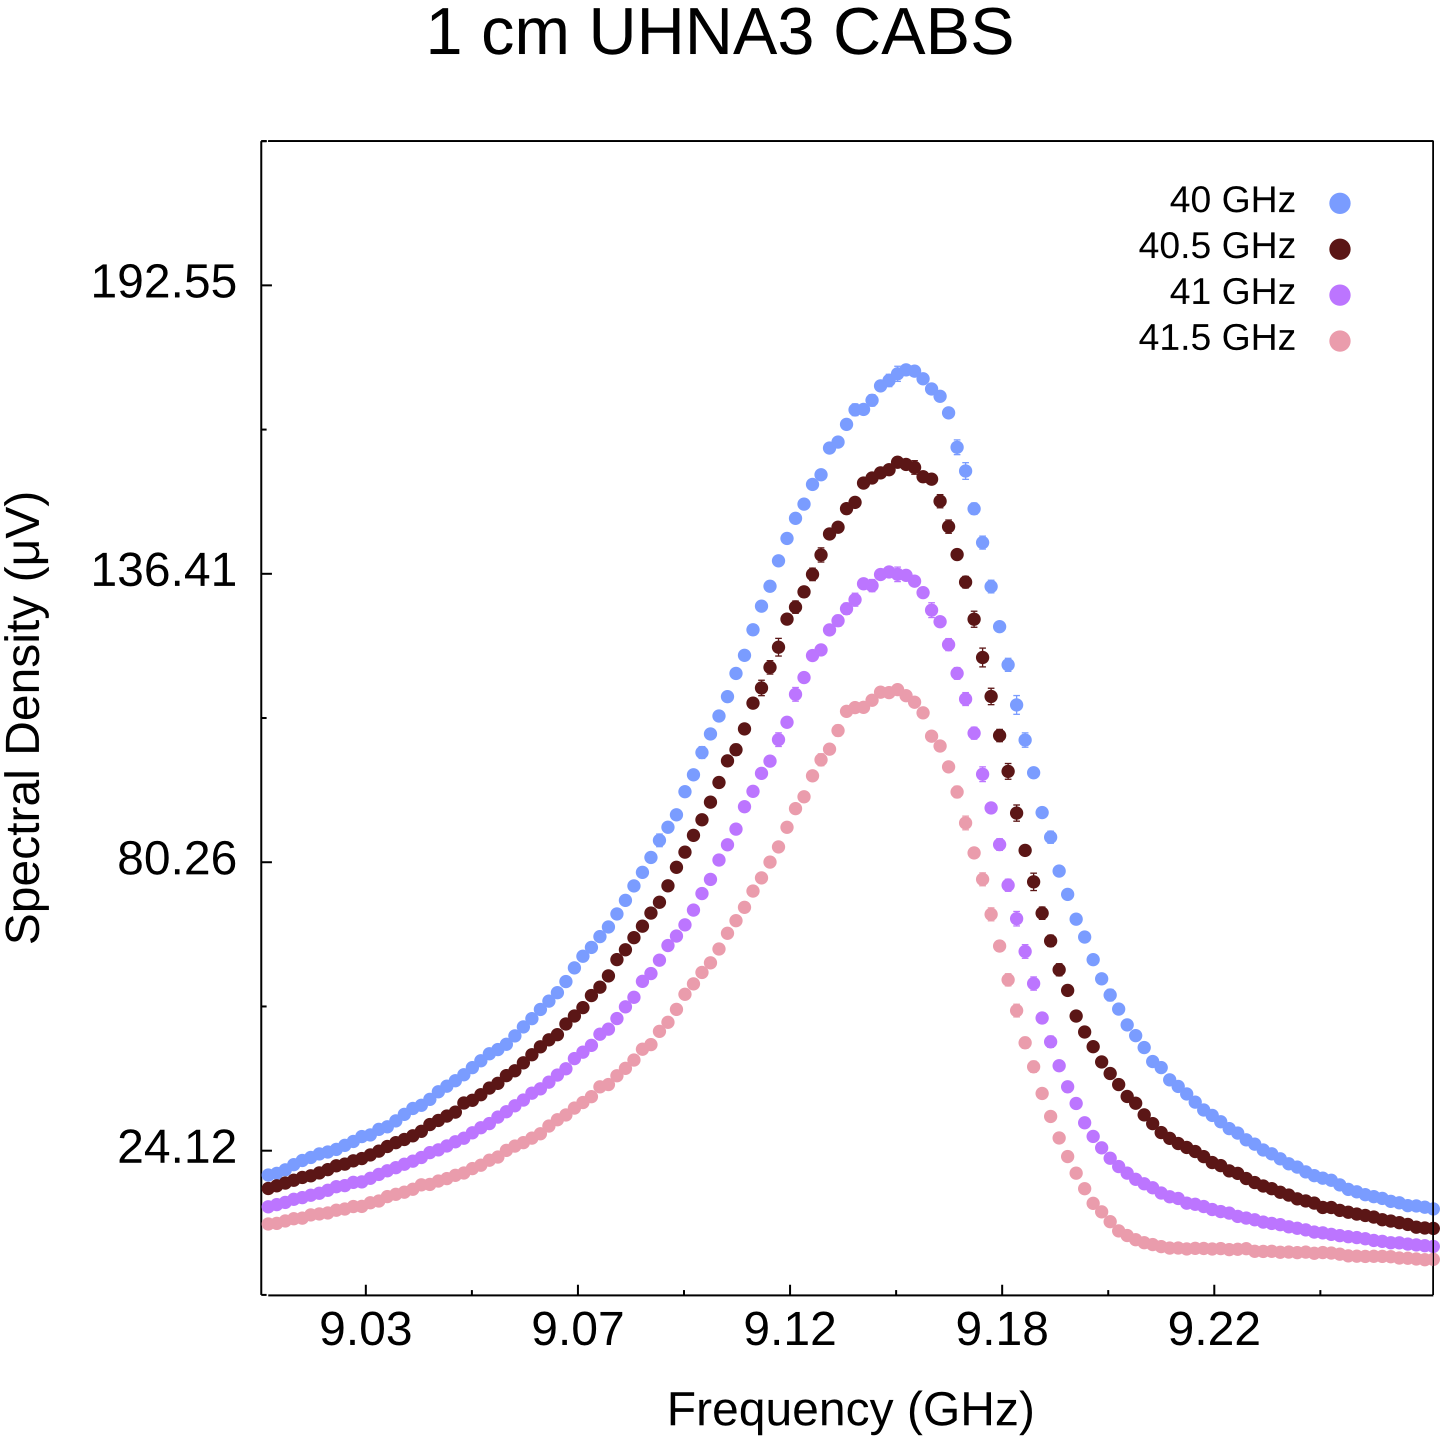 1 cm UHNA3 CABS
40 GHz
40.5 GHz
41 GHz
41.5 GHz
192.55
136.41
80.26
24.12
Spectral Density (μV)
9.03 9.07 9.12 9.18 9.22
Frequency (GHz)